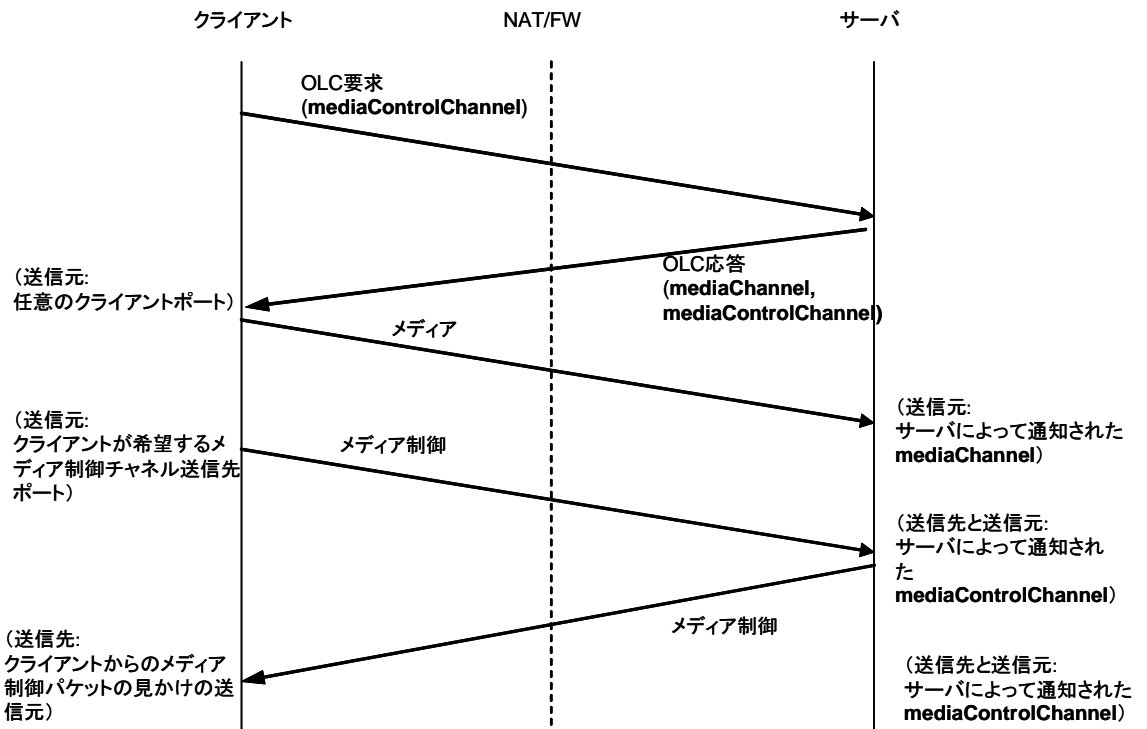 クライアント
NAT/FW
サーバ
OLC要求
(mediaControlChannel)
OLC応答
(mediaChannel,
mediaControlChannel)
（送信元:
任意のクライアントポート）
メディア
（送信元:
サーバによって通知された
mediaChannel）
（送信元:
クライアントが希望するメ
ディア制御チャネル送信先
ポート）
メディア制御
（送信先と送信元:
サーバによって通知され
た
mediaControlChannel）
メディア制御
（送信先:
クライアントからのメディア
制御パケットの見かけの送
信元）
（送信先と送信元:
サーバによって通知された
mediaControlChannel）